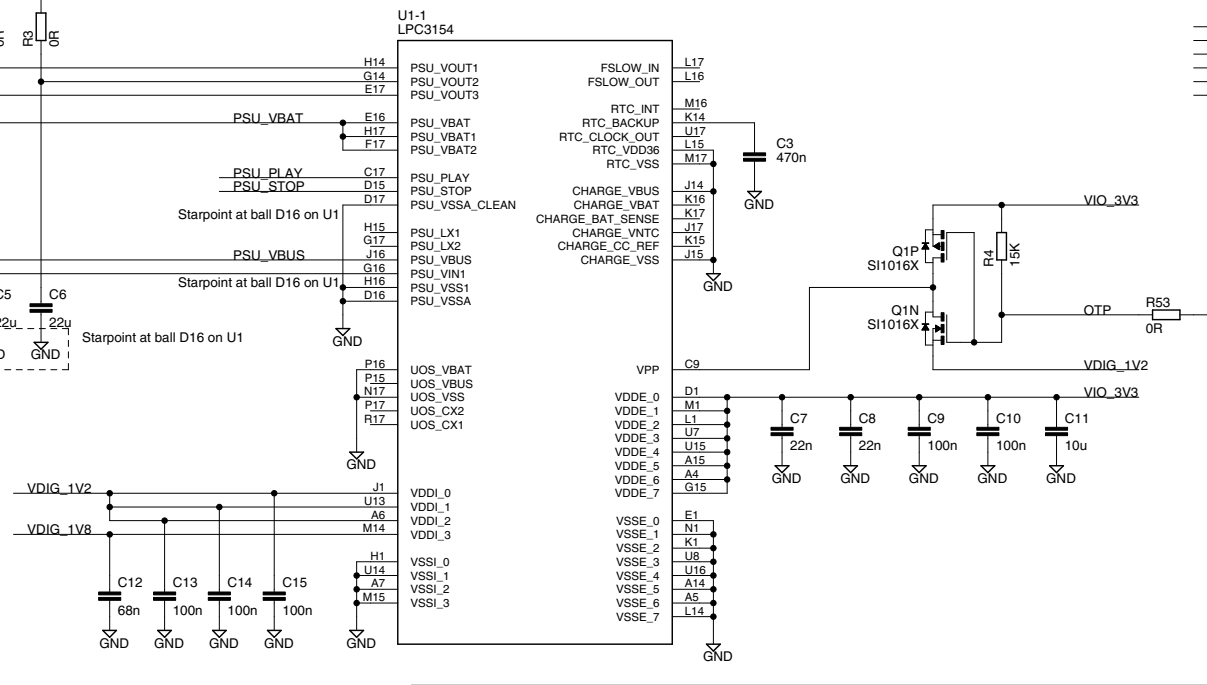 U1-1
LPC3154
R3
0R
H14 PSU_VOUT1
G14 PSU_VOUT2
E17 PSU_VOUT3
PSU_VBAT E16 PSU_VBAT
H17 PSU_VBAT1
F17 PSU_VBAT2
PSU_PLAY C17 PSU_PLAY
PSU_STOP D15 PSU_STOP
D17 PSU_VSSA_CLEAN
Starpoint at ball D16 on U1
H15 PSU_LX1
G17 PSU_LX2
PSU_VBUS J16 PSU_VBUS
G16 PSU_VIN1
Starpoint at ball D16 on U1
H16 PSU_VSS1
D16 PSU_VSSA
GND
C6
22u
GND
Starpoint at ball D16 on U1
P16 UOS_VBAT
P15 UOS_VBUS
N17 UOS_VSS
P17 UOS_CX2
R17 UOS_CX1
GND
VDIG_1V2 J1 VDDI_0
U13 VDDI_1
A6 VDDI_2
VDIG_1V8 M14 VDDI_3
H1 VSSI_0
U14 VSSI_1
A7 VSSI_2
M15 VSSI_3
GND
C12 C13 C14 C15
68n 100n 100n 100n
GND GND GND GND
FSLOW_IN L17
FSLOW_OUT L16
RTC_INT M16
RTC_BACKUP K14
RTC_CLOCK_OUT U17
RTC_VDD36 L15
RTC_VSS M17
C3
470n
GND
CHARGE_VBUS J14
CHARGE_VBAT K16
CHARGE_BAT_SENSE K17
CHARGE_VNTC J17
CHARGE_CC_REF K15
CHARGE_VSS J15
GND
VIO_3V3
Q1P
SI1016X
R4
15K
Q1N
SI1016X
OTP
R53
0R
VDIG_1V2
VPP C9
VIO_3V3
VDDE_0 D1
VDDE_1 M1
VDDE_2 L1
VDDE_3 U7
VDDE_4 U15
VDDE_5 A15
VDDE_6 A4
VDDE_7 G15
C7 C8 C9 C10 C11
22n 22n 100n 100n 10u
GND GND GND GND GND
VSSE_0 E1
VSSE_1 N1
VSSE_2 K1
VSSE_3 U8
VSSE_4 U16
VSSE_5 A14
VSSE_6 A5
VSSE_7 L14
GND